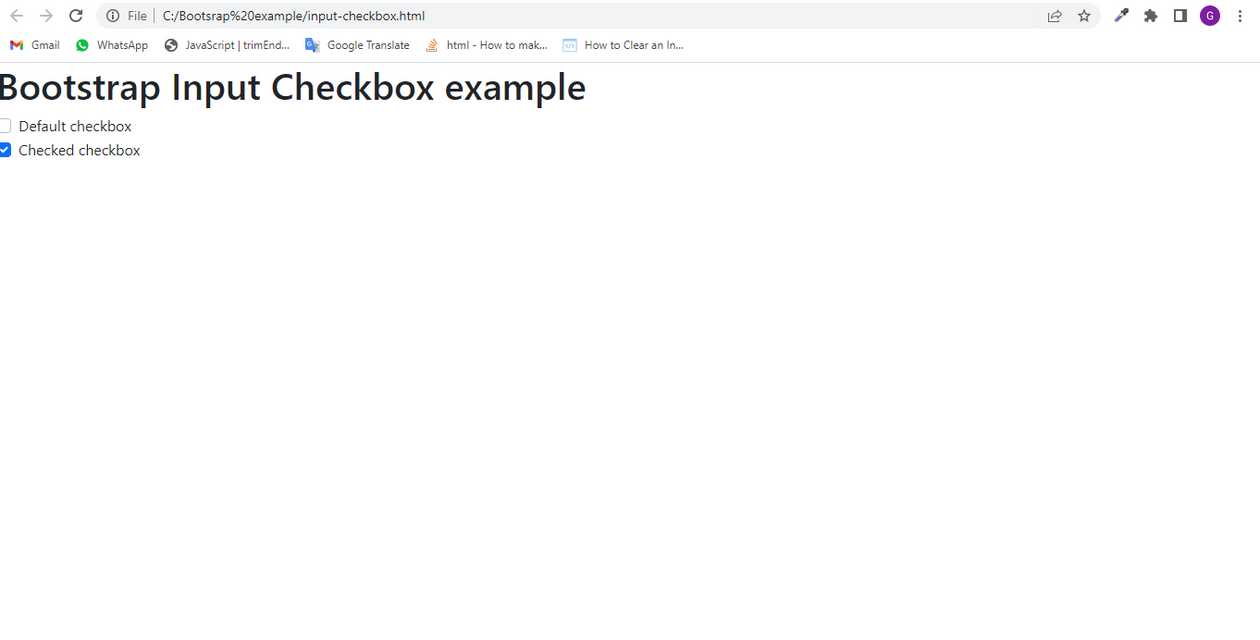 File C:/Bootsrap%20example/input-checkbox.html G
Gmail WhatsApp JavaScript | trimEnd... Google Translate html - How to mak... How to Clear an In...
Bootstrap Input Checkbox example
Default checkbox
Checked checkbox